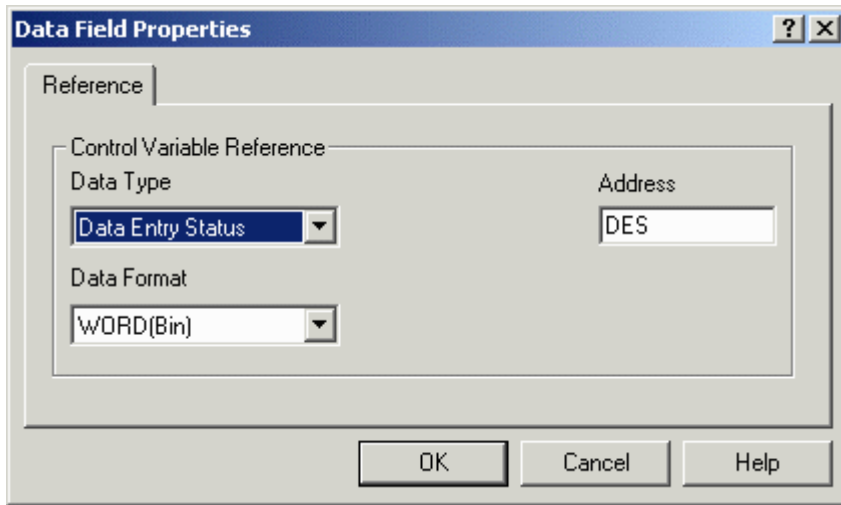 Data Field Properties
Reference
Control Variable Reference
Data Type
Address
Data Entry Status
DES
Data Format
WORD(Bin)
OK
Cancel
Help